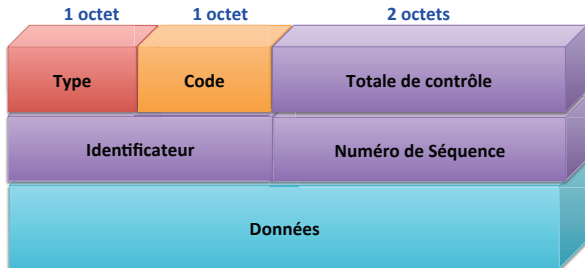 1 octet 1 octet 2 octets
Type Code Totale de contrôle
Identificateur Numéro de Séquence
Données